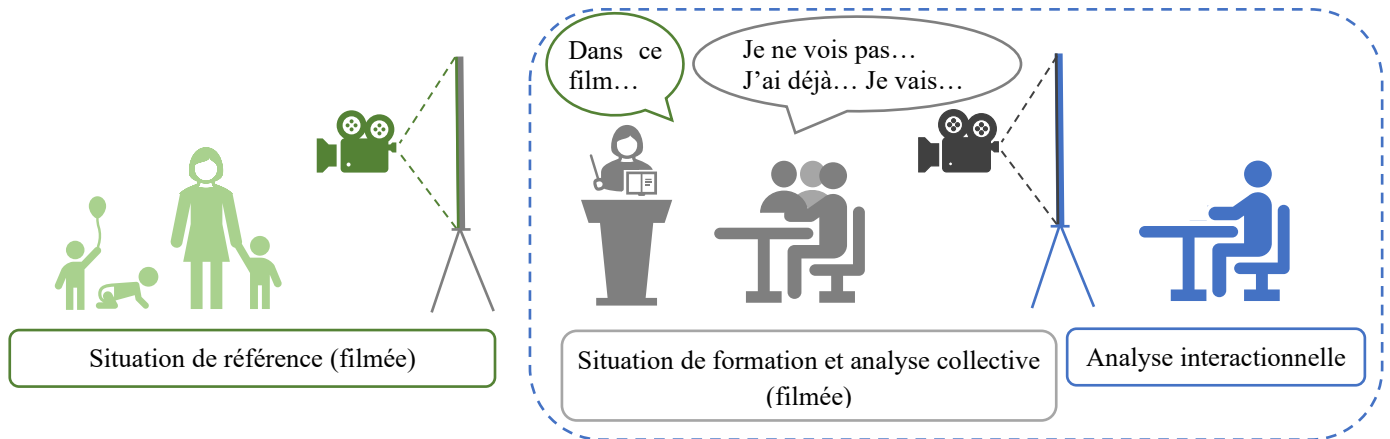 Dans ce
film…
Je ne vois pas…
J’ai déjà… Je vais…
Situation de référence (filmée)
Situation de formation et analyse collective
(filmée)
Analyse interactionnelle